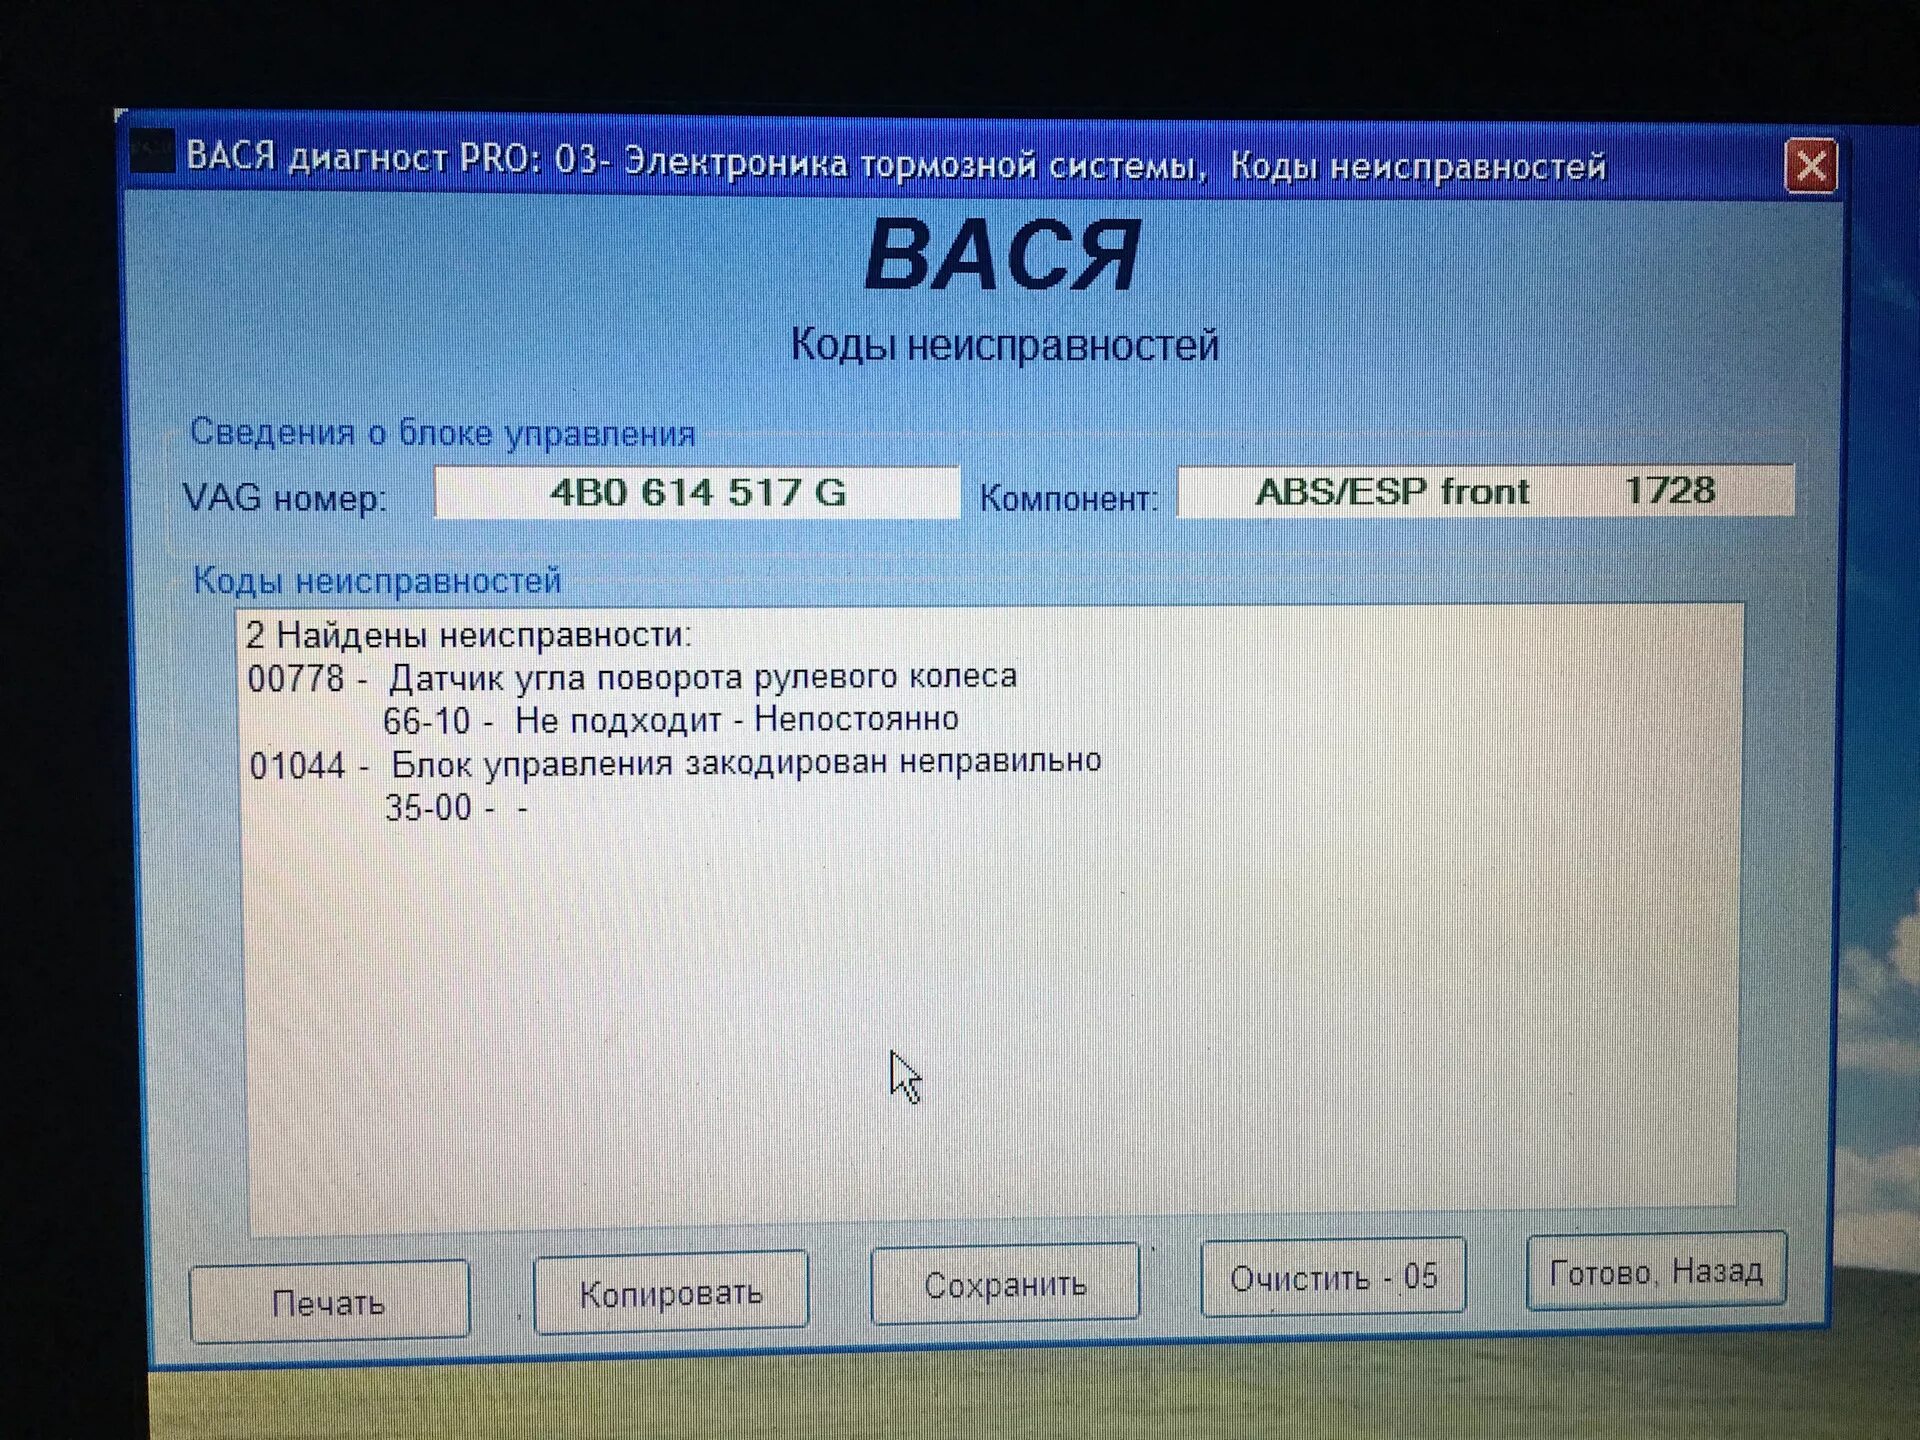 ВАСЯ диагност PRO: 03- Электроника тормозной системы, Коды неисправностей
ВАСЯ
Коды неисправностей
Сведения о блоке управления
VAG номер: 4B0 614 517 G Компонент: ABS/ESP front 1728
Коды неисправностей
2 Найдены неисправности:
00778 - Датчик угла поворота рулевого колеса
66-10 - Не подходит - Непостоянно
01044 - Блок управления закодирован неправильно
35-00 - -
Печать Копировать Сохранить Очистить - 05 Готово, Назад